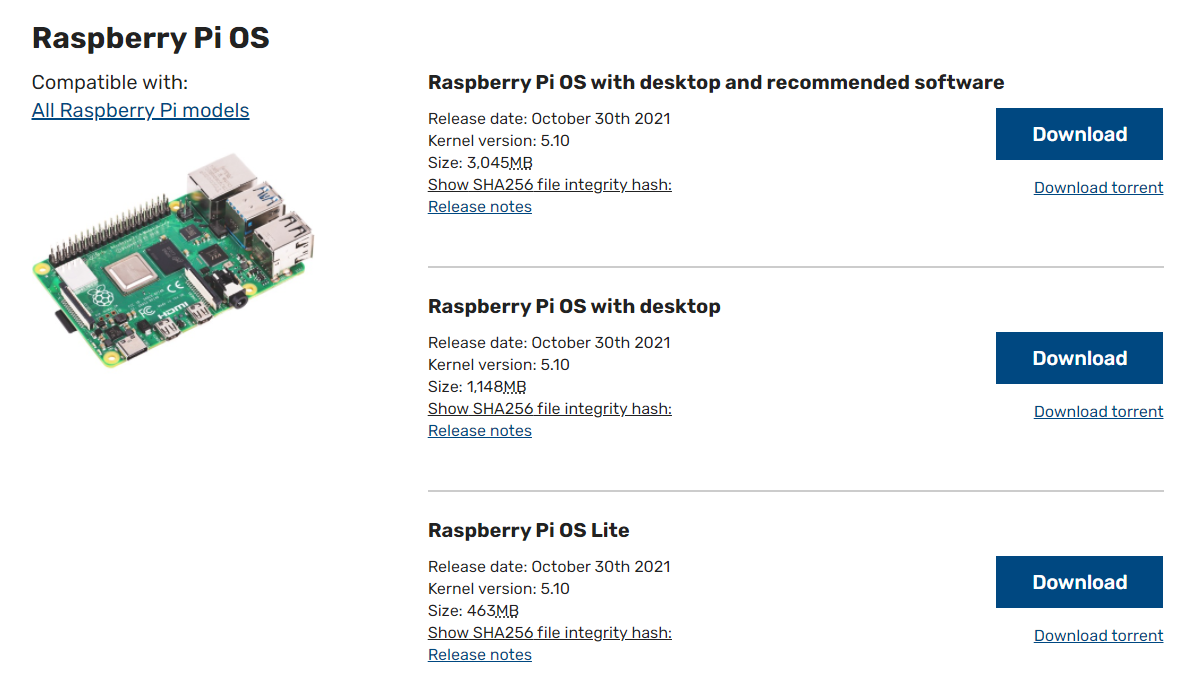 Raspberry Pi OS
Compatible with:
All Raspberry Pi models
Raspberry Pi OS with desktop and recommended software
Release date: October 30th 2021
Kernel version: 5.10
Size: 3,045MB
Show SHA256 file integrity hash:
Release notes
Download
Download torrent
Raspberry Pi OS with desktop
Release date: October 30th 2021
Kernel version: 5.10
Size: 1,148MB
Show SHA256 file integrity hash:
Release notes
Download
Download torrent
Raspberry Pi OS Lite
Release date: October 30th 2021
Kernel version: 5.10
Size: 463MB
Show SHA256 file integrity hash:
Release notes
Download
Download torrent
HDMI